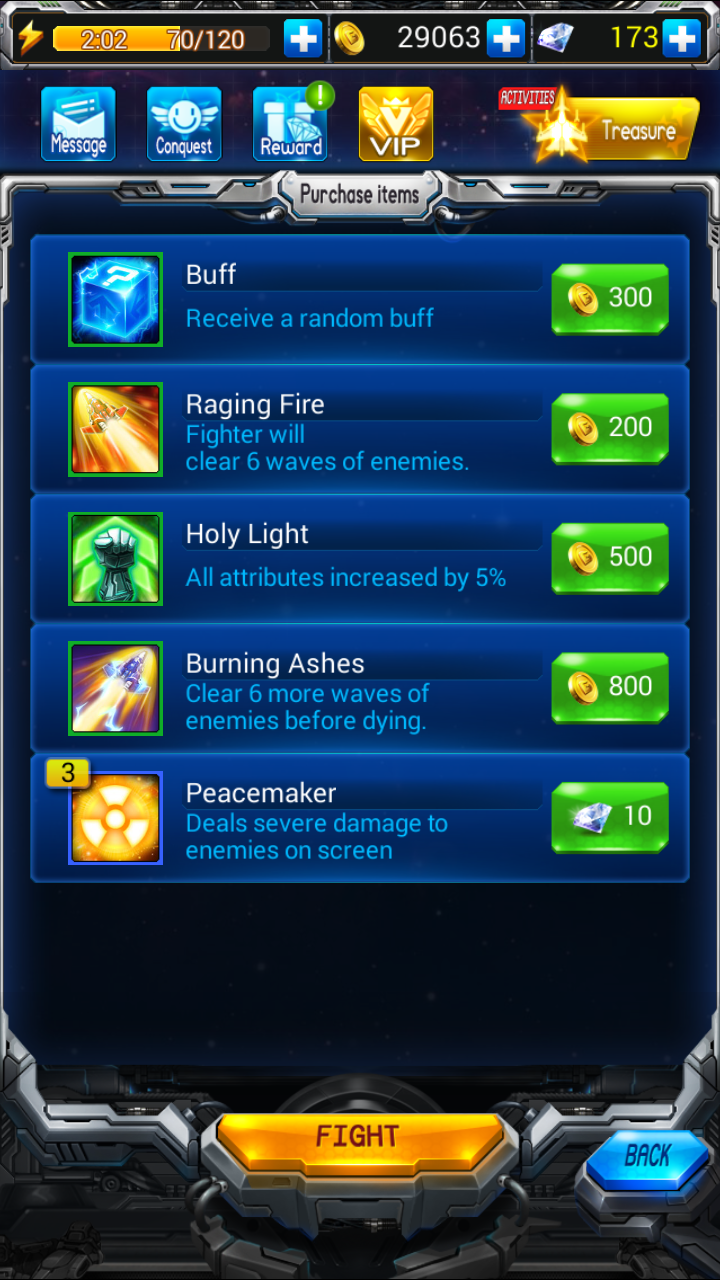 2:02 70/120 29063 173
Message Conquest Reward VIP
ACTIVITIES
Treasure
Purchase items
Buff
Receive a random buff
300
Raging Fire
Fighter will
clear 6 waves of enemies.
200
Holy Light
All attributes increased by 5%
500
Burning Ashes
Clear 6 more waves of
enemies before dying.
800
3
Peacemaker
Deals severe damage to
enemies on screen
10
FIGHT
BACK